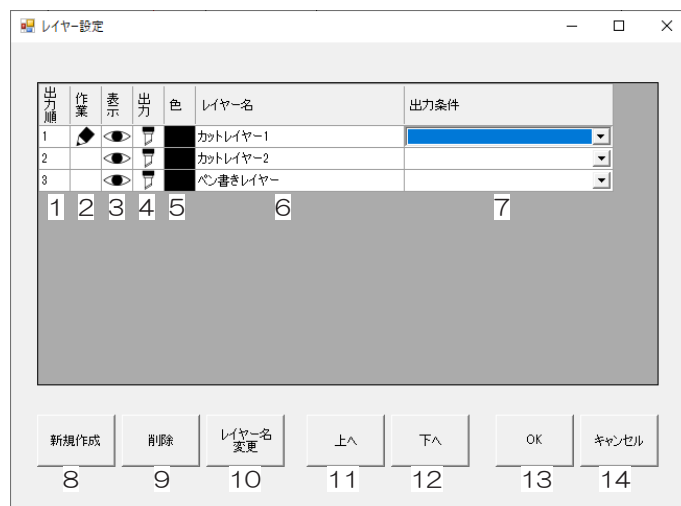 レイヤー設定
出力順 作業 表示 出力 色 レイヤー名 出力条件
1 カットレイヤー1
2 カットレイヤー2
3 ペン書きレイヤー
1 2 3 4 5 6 7
新規作成 削除 レイヤー名変更 上へ 下へ OK キャンセル
8 9 10 11 12 13 14